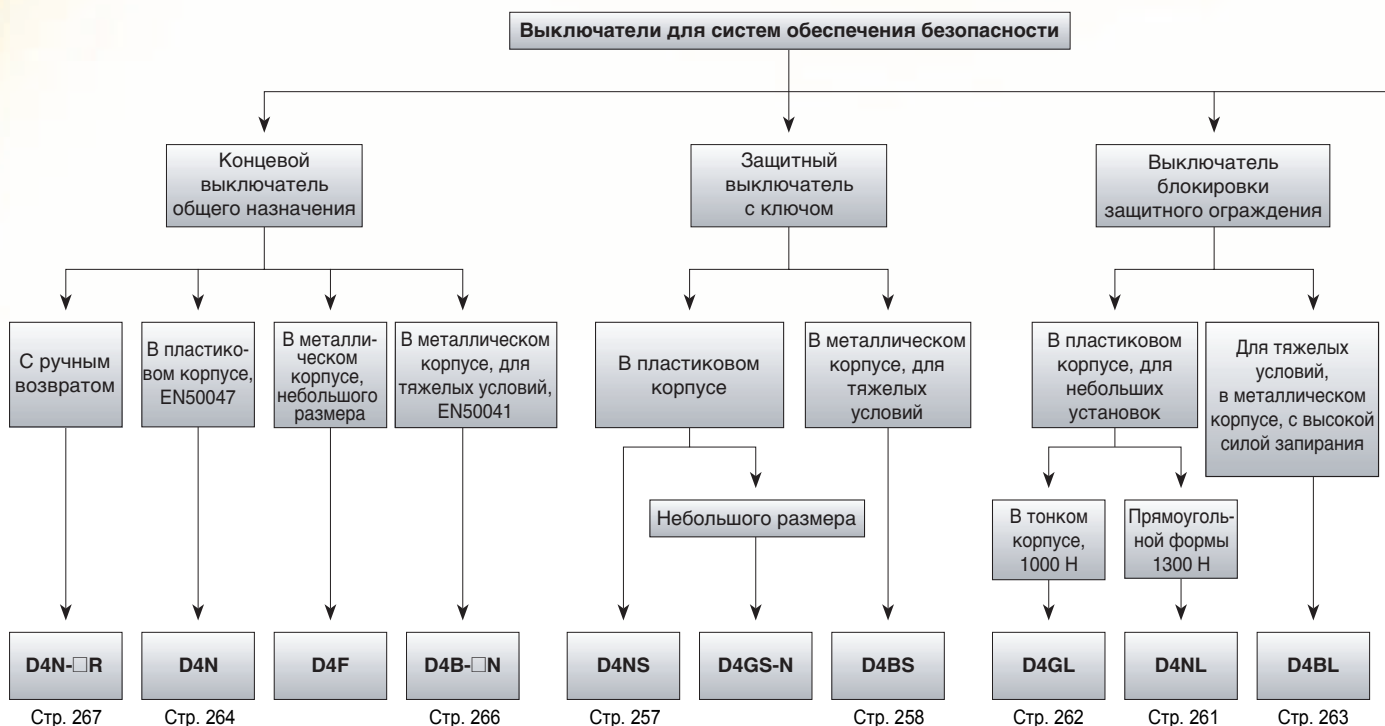 Выключатели для систем обеспечения безопасности
Концевой
выключатель
общего назначения
Защитный
выключатель
с ключом
Выключатель
блокировки
защитного ограждения
С ручным
возвратом
В пластико-
вом корпусе,
EN50047
В металли-
ческом
корпусе,
небольшого
размера
В металлическом
корпусе, для
тяжелых условий,
EN50041
В пластиковом
корпусе
В металлическом
корпусе, для
тяжелых
условий
В пластиковом
корпусе, для
небольших
установок
Для тяжелых
условий,
в металлическом
корпусе, с высокой
силой запирания
Небольшого размера
В тонком
корпусе,
1000 Н
Прямоуголь-
ной формы
1300 Н
D4N-□R
D4N
D4F
D4B-□N
D4NS
D4GS-N
D4BS
D4GL
D4NL
D4BL
Стр. 267
Стр. 264
Стр. 266
Стр. 257
Стр. 258
Стр. 262
Стр. 261
Стр. 263